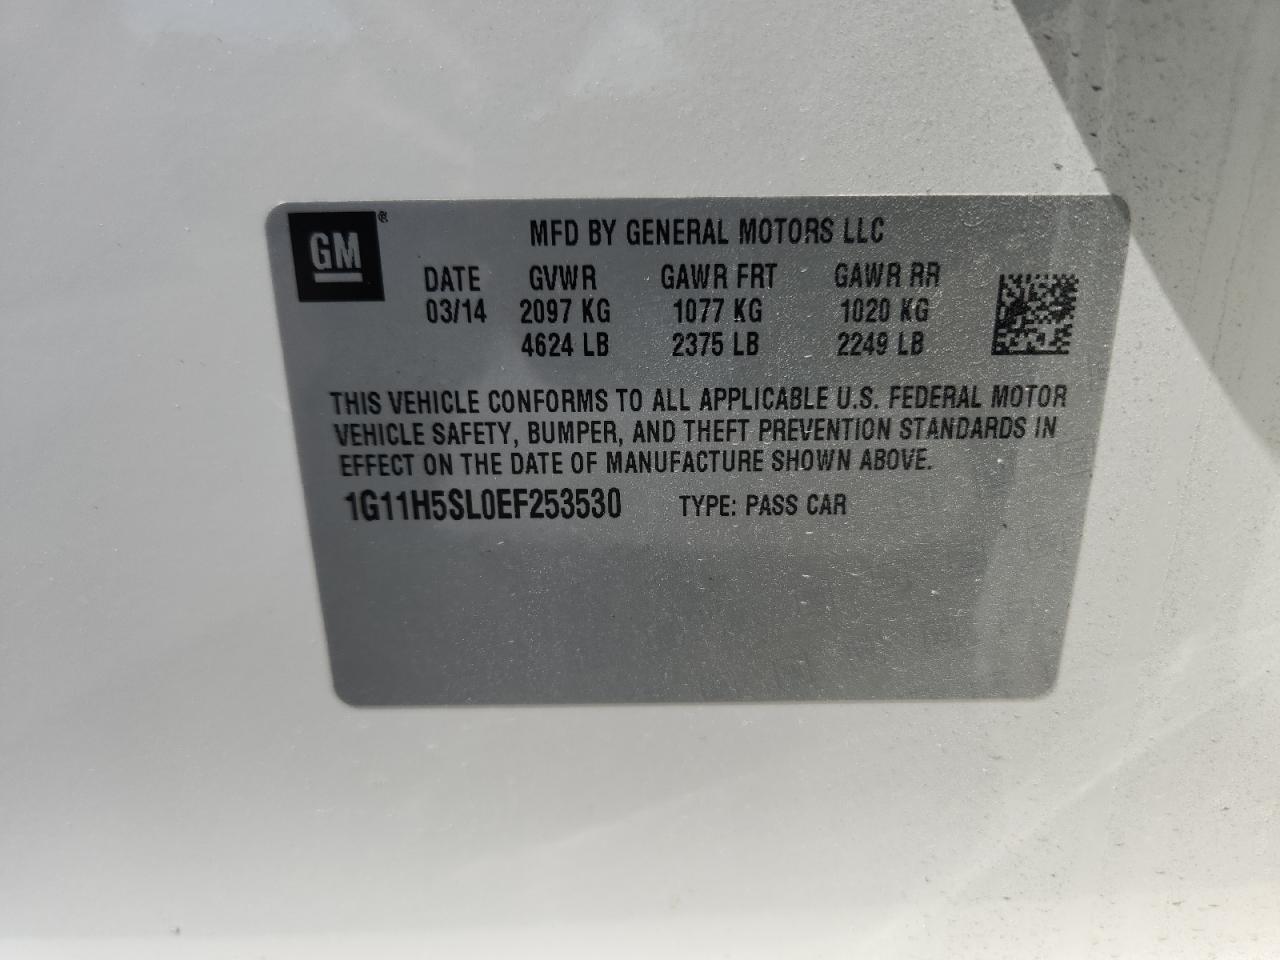 GM®
MFD BY GENERAL MOTORS LLC
DATE GVWR GAWR FRT GAWR RR
03/14 2097 KG 1077 KG 1020 KG
4624 LB 2375 LB 2249 LB
THIS VEHICLE CONFORMS TO ALL APPLICABLE U.S. FEDERAL MOTOR
VEHICLE SAFETY, BUMPER, AND THEFT PREVENTION STANDARDS IN
EFFECT ON THE DATE OF MANUFACTURE SHOWN ABOVE.
1G11H5SL0EF253530 TYPE: PASS CAR